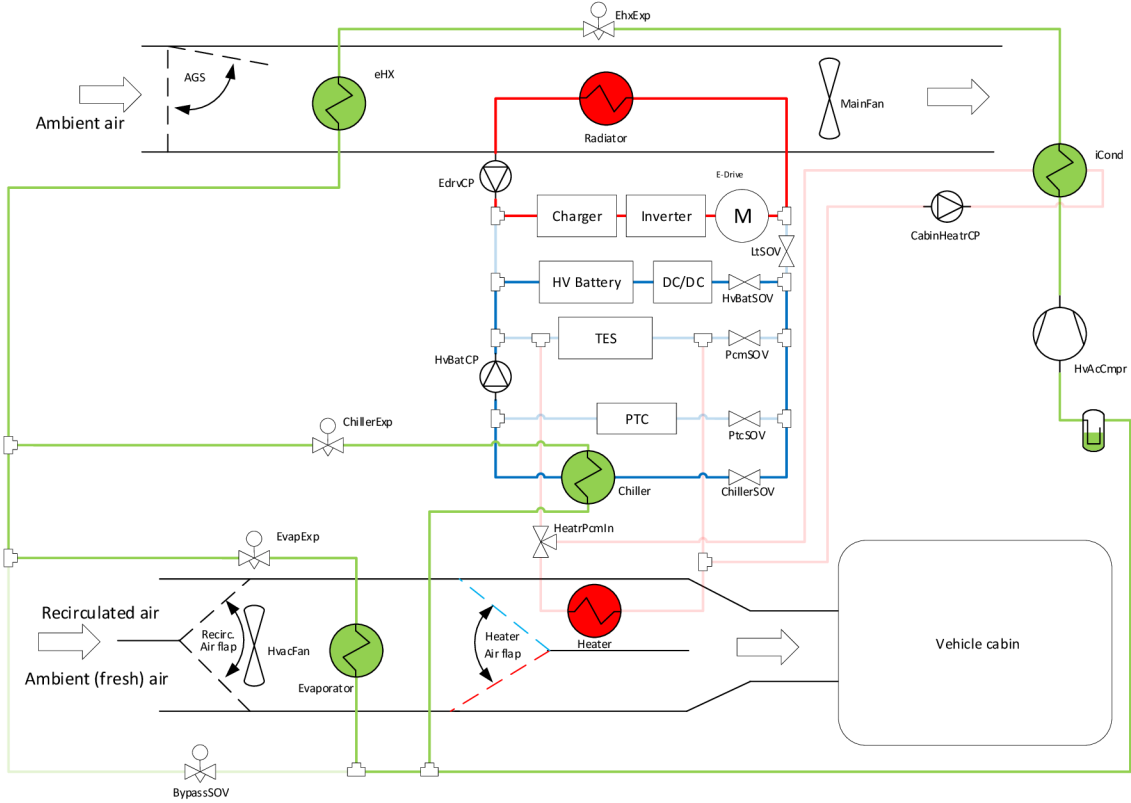 EhxExp
AGS
eHX
Ambient air
MainFan
Radiator
iCond
EdrvCP
E-Drive
Charger
Inverter
M
CabinHeatrCP
LtSOV
HV Battery
DC/DC
HvBatSOV
TES
PcmSOV
HvBatCP
HvAcCmpr
PTC
PtcSOV
ChillerExp
Chiller
ChillerSOV
HeatrPcmIn
EvapExp
Recirculated air
Recirc.
Air flap
HvacFan
Heater
Air flap
Heater
Vehicle cabin
Ambient (fresh) air
Evaporator
BypassSOV